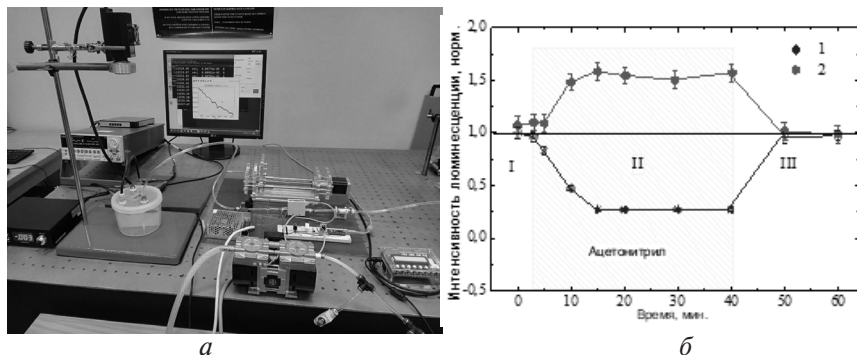 2,0
1,5
1,0
0,5
0,0
-0,5
Интенсивность люминесценции, норм.
1
2
I
II
III
Ацетонитрил
0 10 20 30 40 50 60
Время, мин.
а
б